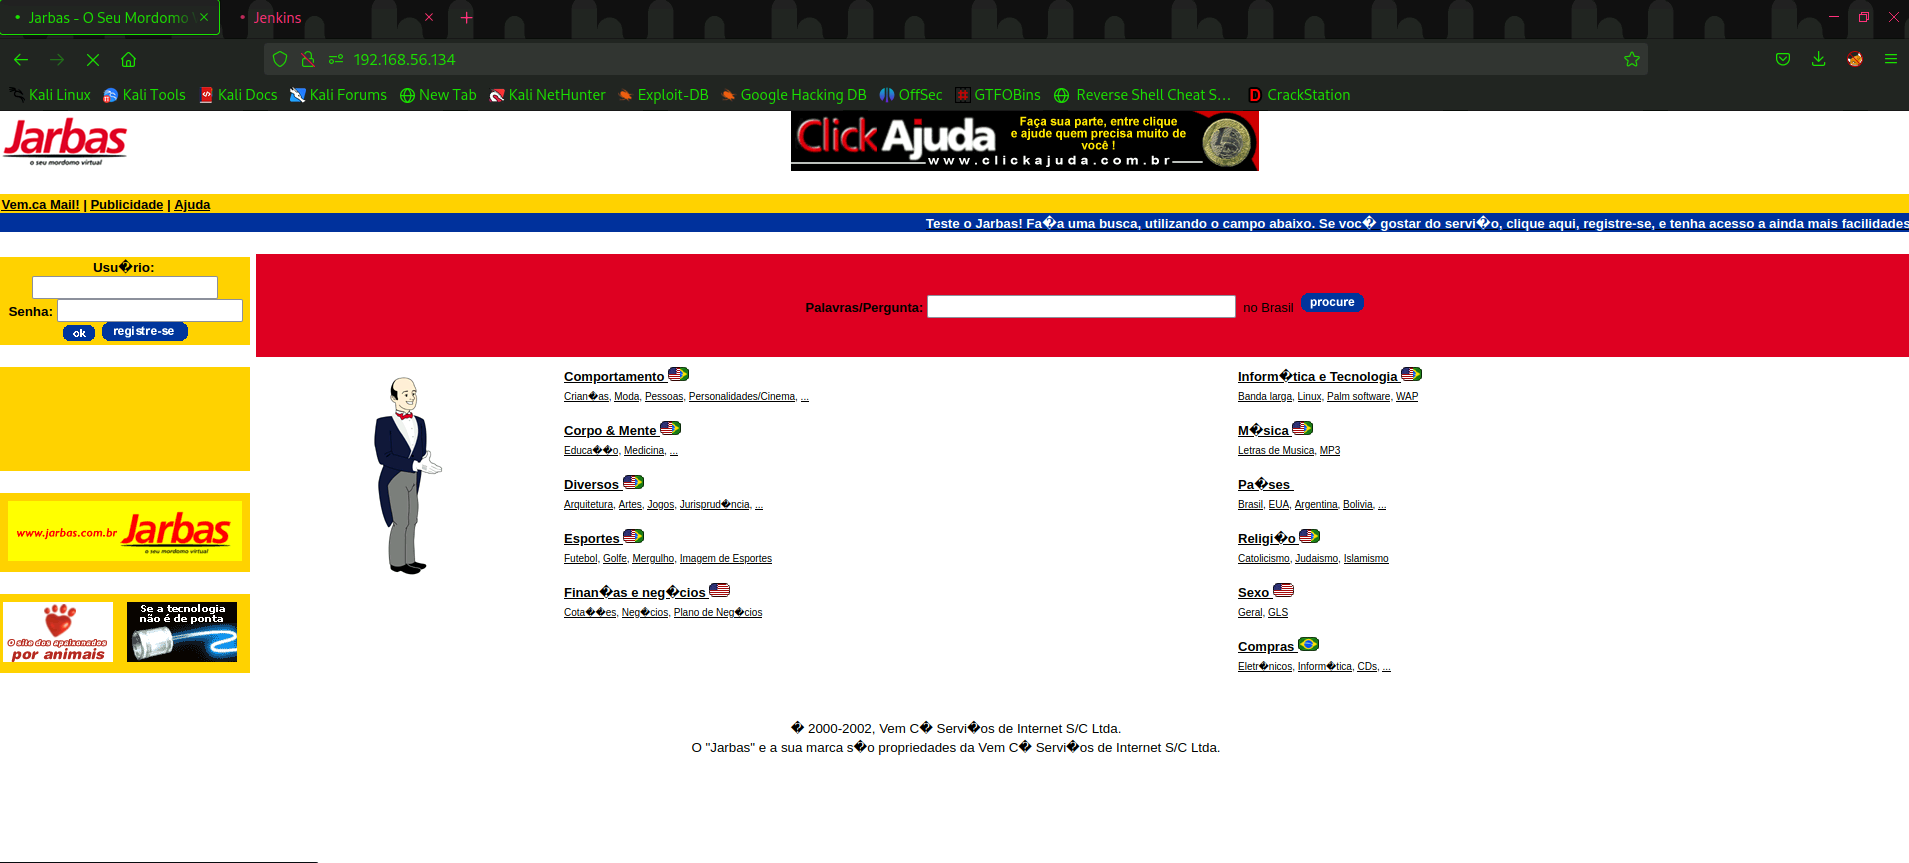 Jarbas - O Seu Mordomo V
Jenkins
192.168.56.134
Kali Linux Kali Tools Kali Docs Kali Forums New Tab Kali NetHunter Exploit-DB Google Hacking DB OffSec GTFOBins Reverse Shell Cheat S… CrackStation
Jarbas
o seu mordomo virtual
ClickAjuda
Faça sua parte, entre clique
e ajude quem precisa muito de
você !
www.clickajuda.com.br
Vem.ca Mail! | Publicidade | Ajuda
Teste o Jarbas! Fa�a uma busca, utilizando o campo abaixo. Se voc� gostar do servi�o, clique aqui, registre-se, e tenha acesso a ainda mais facilidades
Usu�rio:
Senha:
ok registre-se
Palavras/Pergunta: no Brasil procure
www.jarbas.com.br Jarbas
o seu mordomo virtual
O site dos apaixonados
por animais
Se a tecnologia
não é de ponta
Comportamento
Crian�as, Moda, Pessoas, Personalidades/Cinema, ...
Corpo & Mente
Educa��o, Medicina, ...
Diversos
Arquitetura, Artes, Jogos, Jurisprud�ncia, ...
Esportes
Futebol, Golfe, Mergulho, Imagem de Esportes
Finan�as e neg�cios
Cota��es, Neg�cios, Plano de Neg�cios
Inform�tica e Tecnologia
Banda larga, Linux, Palm software, WAP
M�sica
Letras de Musica, MP3
Pa�ses
Brasil, EUA, Argentina, Bolivia, ...
Religi�o
Catolicismo, Judaismo, Islamismo
Sexo
Geral, GLS
Compras
Eletr�nicos, Inform�tica, CDs, ...
� 2000-2002, Vem C� Servi�os de Internet S/C Ltda.
O "Jarbas" e a sua marca s�o propriedades da Vem C� Servi�os de Internet S/C Ltda.